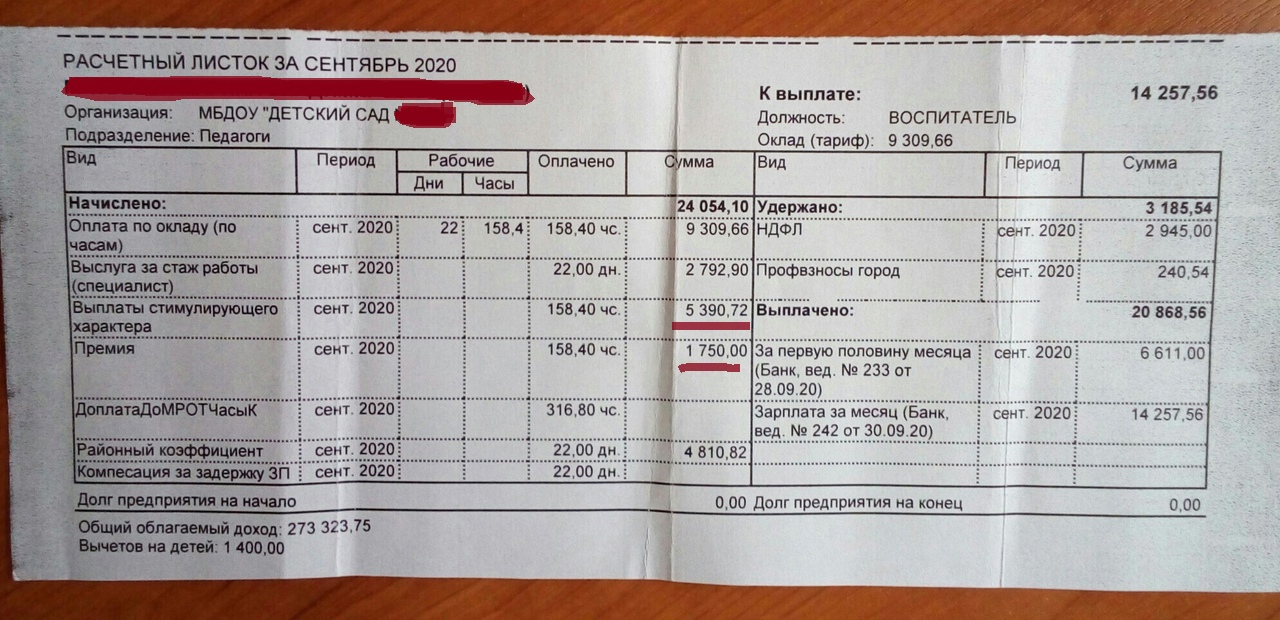 РАСЧЕТНЫЙ ЛИСТОК ЗА СЕНТЯБРЬ 2020
К выплате: 14 257,56
Организация: МБДОУ "ДЕТСКИЙ САД
Должность: ВОСПИТАТЕЛЬ
Подразделение: Педагоги
Оклад (тариф): 9 309,66
Вид Период Рабочие Оплачено Сумма Вид Период Сумма
Дни Часы
Начислено: 24 054,10 Удержано: 3 185,54
Оплата по окладу (по сент. 2020 22 158,4 158,40 чс. 9 309,66 НДФЛ сент. 2020 2 945,00
часам)
Выслуга за стаж работы сент. 2020 22,00 дн. 2 792,90 Профвзносы город сент. 2020 240,54
(специалист)
Выплаты стимулирующего сент. 2020 158,40 чс. 5 390,72 Выплачено: 20 868,56
характера
Премия сент. 2020 158,40 чс. 1 750,00 За первую половину месяца сент. 2020 6 611,00
(Банк, вед. № 233 от
28.09.20)
ДоплатаДоМРОТЧасыК сент. 2020 316,80 чс. Зарплата за месяц (Банк, сент. 2020 14 257,56
вед. № 242 от 30.09.20)
Районный коэффициент сент. 2020 22,00 дн. 4 810,82
Компесация за задержку ЗП сент. 2020 22,00 дн.
Долг предприятия на начало 0,00 Долг предприятия на конец 0,00
Общий облагаемый доход: 273 323,75
Вычетов на детей: 1 400,00